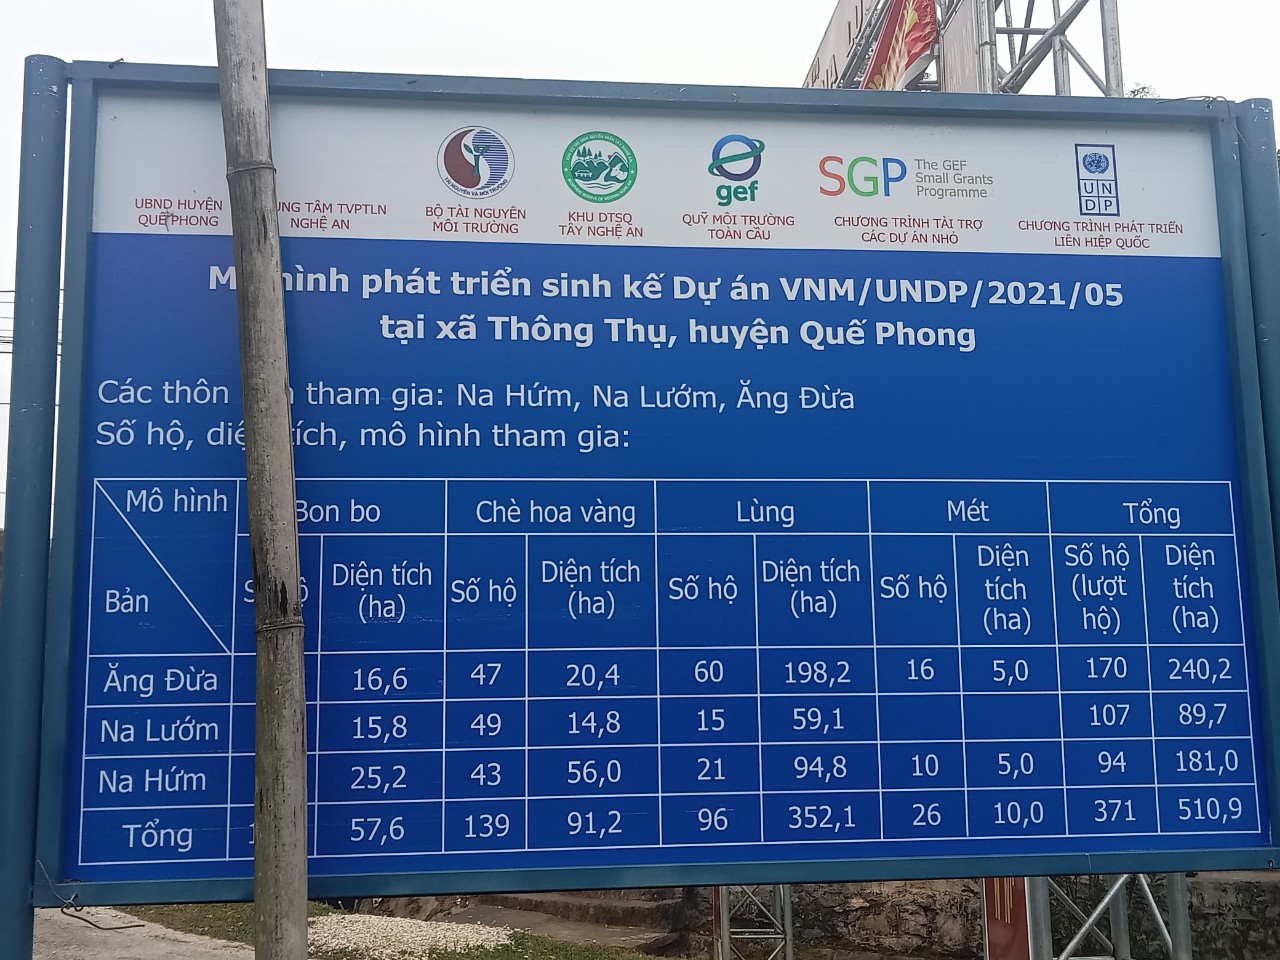 UBND HUYỆN
QUẾ PHONG
TÂM TVPTLN
NGHỆ AN
BỘ TÀI NGUYÊN
MÔI TRƯỜNG
KHU DTSQ
TÂY NGHỆ AN
gef
QUỸ MÔI TRƯỜNG
TOÀN CẦU
SGP
The GEF
Small Grants
Programme
CHƯƠNG TRÌNH TÀI TRỢ
CÁC DỰ ÁN NHỎ
U N
D P
CHƯƠNG TRÌNH PHÁT TRIỂN
LIÊN HIỆP QUỐC
hình phát triển sinh kế Dự án VNM/UNDP/2021/05
tại xã Thông Thụ, huyện Quế Phong
Các thôn tham gia: Na Hứm, Na Lướm, Ăng Đừa
Số hộ, diện tích, mô hình tham gia:
Mô hình Bon bo Chè hoa vàng Lùng Mét Tổng
Bản Diện tích (ha) Số hộ Diện tích (ha) Số hộ Diện tích (ha) Số hộ Diện tích (ha) Số hộ (lượt hộ) Diện tích (ha)
Ăng Đừa 16,6 47 20,4 60 198,2 16 5,0 170 240,2
Na Lướm 15,8 49 14,8 15 59,1 107 89,7
Na Hứm 25,2 43 56,0 21 94,8 10 5,0 94 181,0
Tổng 57,6 139 91,2 96 352,1 26 10,0 371 510,9